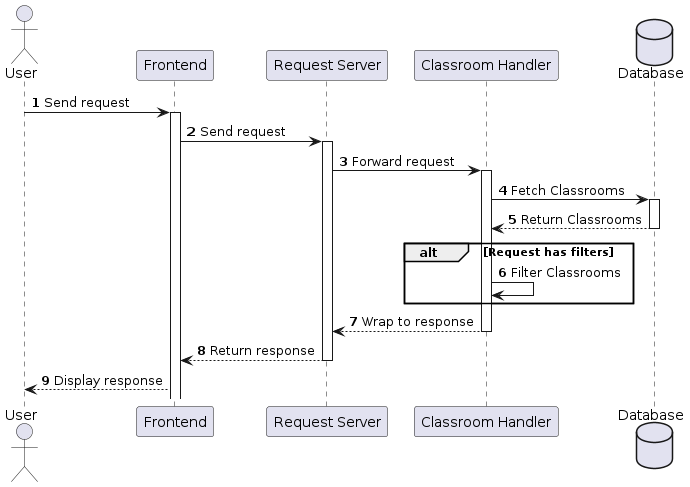 User
Frontend
Request Server
Classroom Handler
Database
1 Send request
2 Send request
3 Forward request
4 Fetch Classrooms
5 Return Classrooms
alt [Request has filters]
6 Filter Classrooms
7 Wrap to response
8 Return response
9 Display response
User
Frontend
Request Server
Classroom Handler
Database